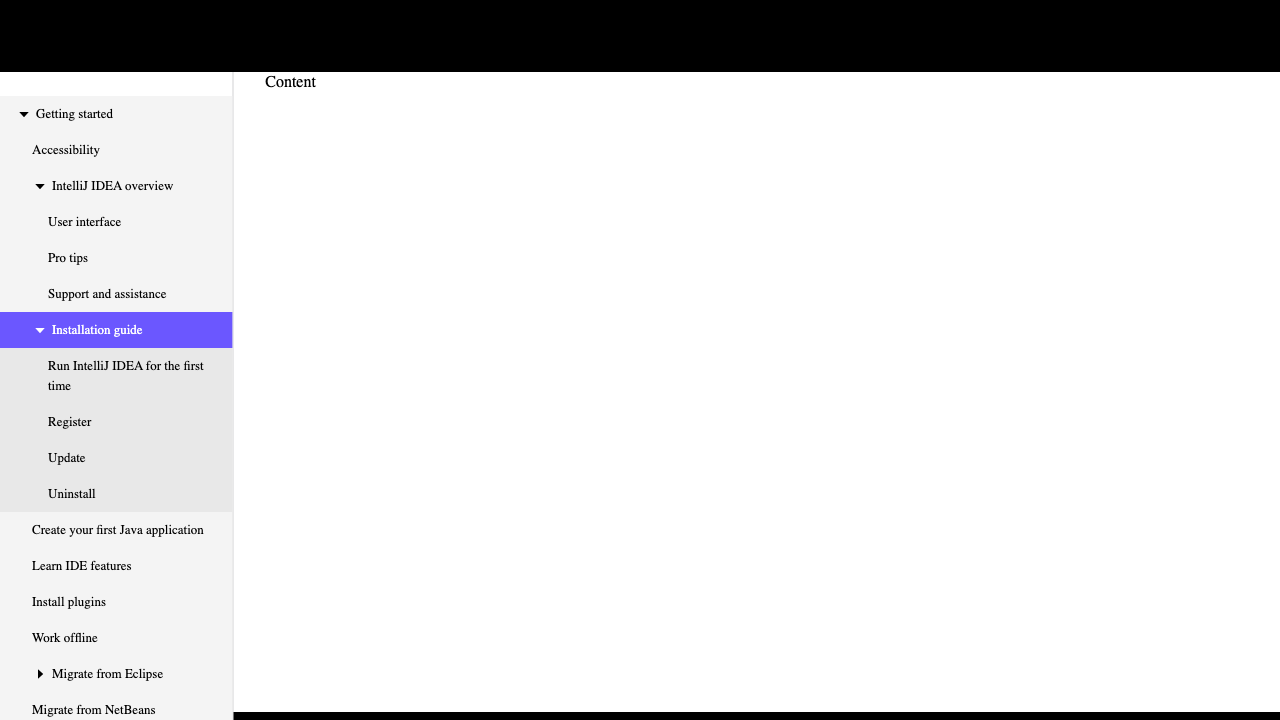 Content
Getting started
Accessibility
IntelliJ IDEA overview
User interface
Pro tips
Support and assistance
Installation guide
Run IntelliJ IDEA for the first
time
Register
Update
Uninstall
Create your first Java application
Learn IDE features
Install plugins
Work offline
Migrate from Eclipse
Migrate from NetBeans